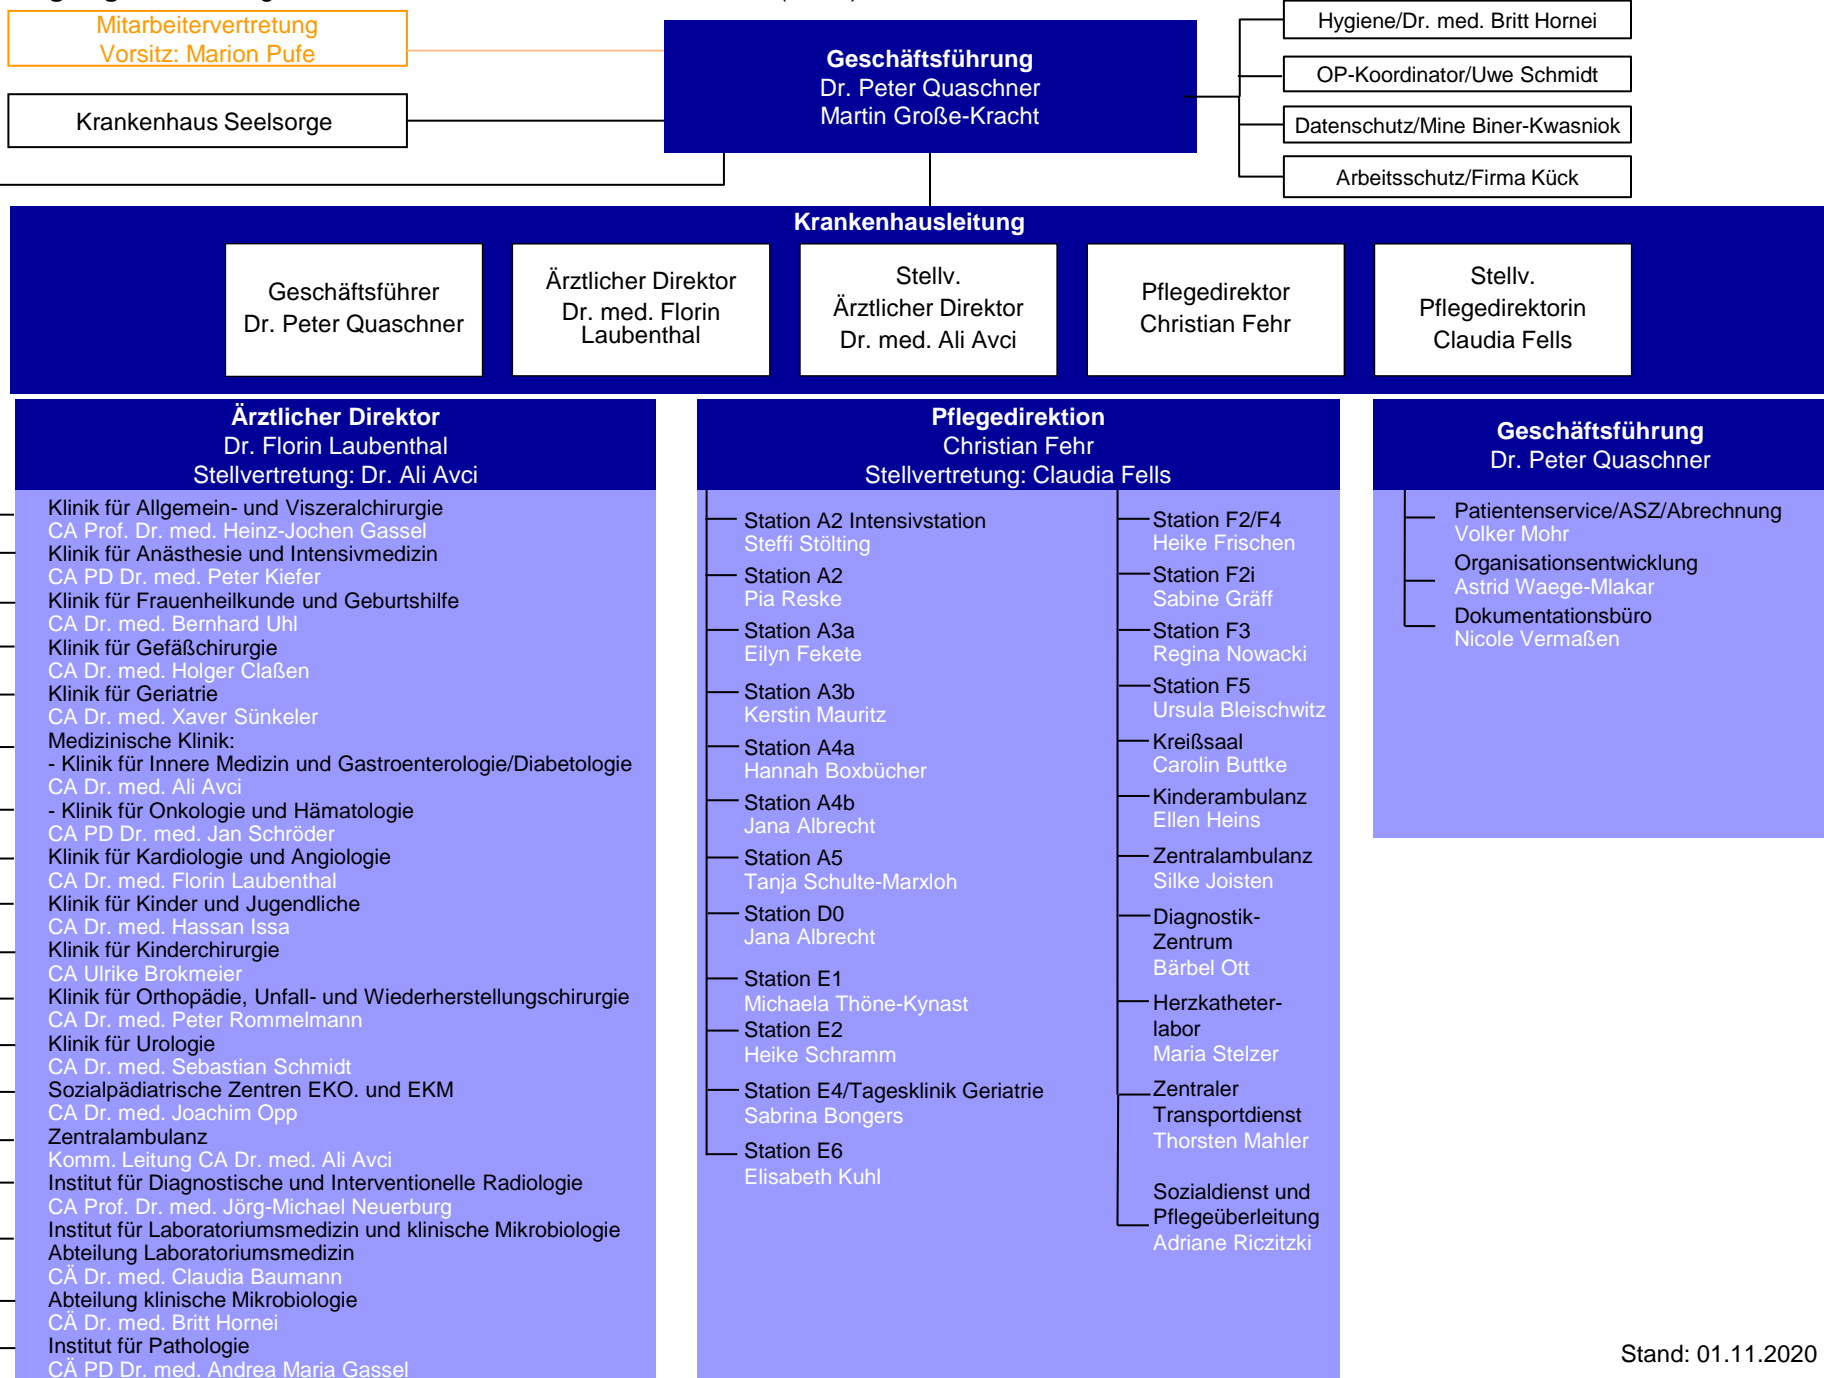 Mitarbeitervertretung
Vorsitz: Marion Pufe
Krankenhaus Seelsorge
Geschäftsführung
Dr. Peter Quaschner
Martin Große-Kracht
Hygiene/Dr. med. Britt Hornei
OP-Koordinator/Uwe Schmidt
Datenschutz/Mine Biner-Kwasniok
Arbeitsschutz/Firma Kück
Krankenhausleitung
Geschäftsführer
Dr. Peter Quaschner
Ärztlicher Direktor
Dr. med. Florin
Laubenthal
Stellv.
Ärztlicher Direktor
Dr. med. Ali Avci
Pflegedirektor
Christian Fehr
Stellv.
Pflegedirektorin
Claudia Fells
Ärztlicher Direktor
Dr. Florin Laubenthal
Stellvertretung: Dr. Ali Avci
Klinik für Allgemein- und Viszeralchirurgie
CA Prof. Dr. med. Heinz-Jochen Gassel
Klinik für Anästhesie und Intensivmedizin
CA PD Dr. med. Peter Kiefer
Klinik für Frauenheilkunde und Geburtshilfe
CA Dr. med. Bernhard Uhl
Klinik für Gefäßchirurgie
CA Dr. med. Holger Claßen
Klinik für Geriatrie
CA Dr. med. Xaver Sünkeler
Medizinische Klinik:
- Klinik für Innere Medizin und Gastroenterologie/Diabetologie
CA Dr. med. Ali Avci
- Klinik für Onkologie und Hämatologie
CA PD Dr. med. Jan Schröder
Klinik für Kardiologie und Angiologie
CA Dr. med. Florin Laubenthal
Klinik für Kinder und Jugendliche
CA Dr. med. Hassan Issa
Klinik für Kinderchirurgie
CA Ulrike Brokmeier
Klinik für Orthopädie, Unfall- und Wiederherstellungschirurgie
CA Dr. med. Peter Rommelmann
Klinik für Urologie
CA Dr. med. Sebastian Schmidt
Sozialpädiatrische Zentren EKO. und EKM
CA Dr. med. Joachim Opp
Zentralambulanz
Komm. Leitung CA Dr. med. Ali Avci
Institut für Diagnostische und Interventionelle Radiologie
CA Prof. Dr. med. Jörg-Michael Neuerburg
Institut für Laboratoriumsmedizin und klinische Mikrobiologie
Abteilung Laboratoriumsmedizin
CÄ Dr. med. Claudia Baumann
Abteilung klinische Mikrobiologie
CÄ Dr. med. Britt Hornei
Institut für Pathologie
CÄ PD Dr. med. Andrea Maria Gassel
Pflegedirektion
Christian Fehr
Stellvertretung: Claudia Fells
Station A2 Intensivstation
Steffi Stölting
Station A2
Pia Reske
Station A3a
Eilyn Fekete
Station A3b
Kerstin Mauritz
Station A4a
Hannah Boxbücher
Station A4b
Jana Albrecht
Station A5
Tanja Schulte-Marxloh
Station D0
Jana Albrecht
Station E1
Michaela Thöne-Kynast
Station E2
Heike Schramm
Station E4/Tagesklinik Geriatrie
Sabrina Bongers
Station E6
Elisabeth Kuhl
Station F2/F4
Heike Frischen
Station F2i
Sabine Gräff
Station F3
Regina Nowacki
Station F5
Ursula Bleischwitz
Kreißsaal
Carolin Buttke
Kinderambulanz
Ellen Heins
Zentralambulanz
Silke Joisten
Diagnostik-
Zentrum
Bärbel Ott
Herzkatheter-
labor
Maria Stelzer
Zentraler
Transportdienst
Thorsten Mahler
Sozialdienst und
Pflegeüberleitung
Adriane Riczitzki
Geschäftsführung
Dr. Peter Quaschner
Patientenservice/ASZ/Abrechnung
Volker Mohr
Organisationsentwicklung
Astrid Waege-Mlakar
Dokumentationsbüro
Nicole Vermaßen
Stand: 01.11.2020